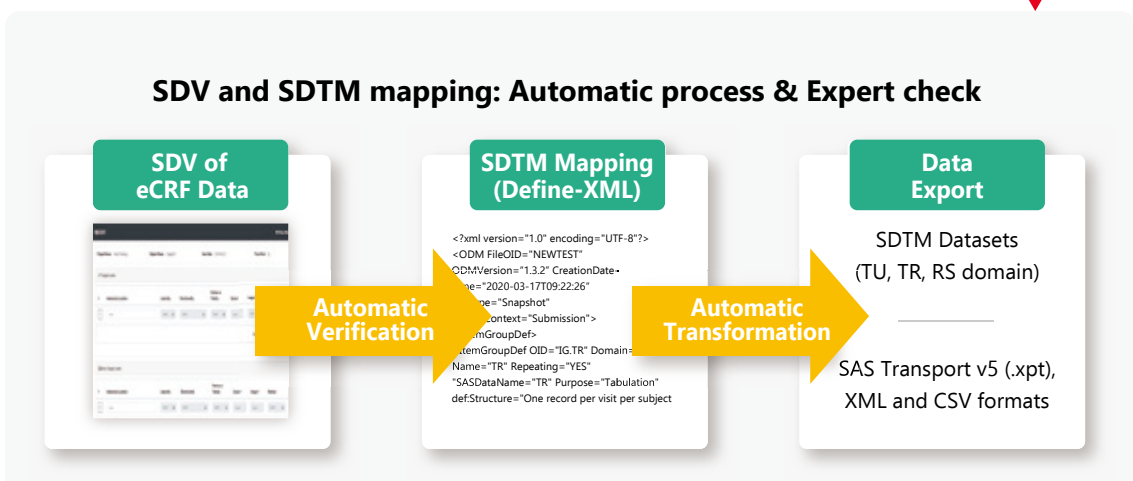 SDV and SDTM mapping: Automatic process & Expert check
SDV of
eCRF Data
Automatic
Verification
SDTM Mapping
(Define-XML)
<?xml version="1.0" encoding="UTF-8"?>
<ODM FileOID="NEWTEST"
ODMVersion="1.3.2" CreationDate-
="2020-03-17T09:22:26"
="Snapshot"
Context="Submission">
GroupDef>
ItemGroupDef OID="IG.TR" Domain=
Name="TR" Repeating="YES"
"SASDataName="TR" Purpose="Tabulation"
def:Structure="One record per visit per subject
Automatic
Transformation
Data
Export
SDTM Datasets
(TU, TR, RS domain)
SAS Transport v5 (.xpt),
XML and CSV formats